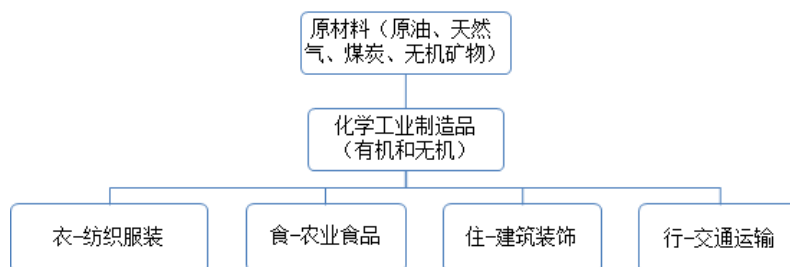 原材料（原油、天然
气、煤炭、无机矿物）
化学工业制造品
（有机和无机）
衣-纺织服装
食-农业食品
住-建筑装饰
行-交通运输